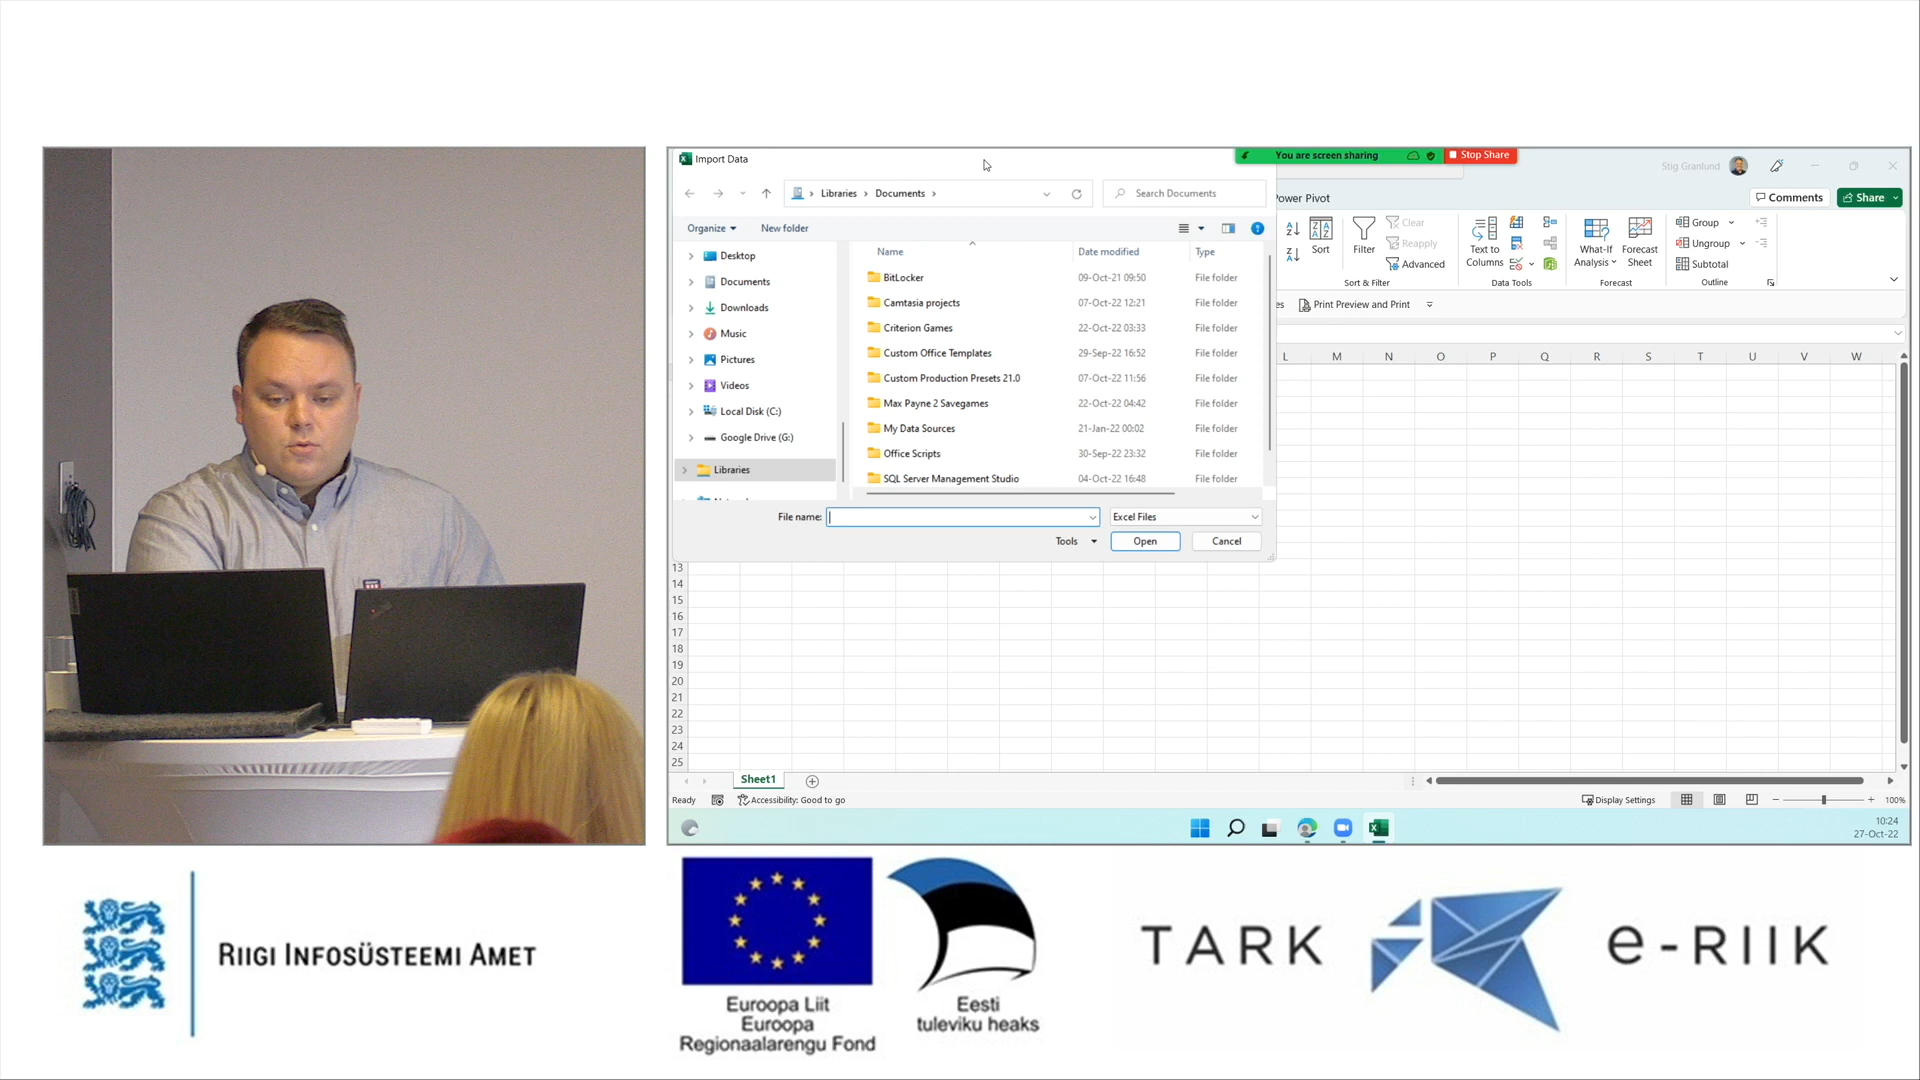 Import Data
You are screen sharing
Stop Share
Stig Granlund
Libraries
Documents
Search Documents
Power Pivot
Comments
Share
Organize
New folder
Clear
Reapply
Advanced
Sort
Filter
Sort & Filter
Text to
Columns
Data Tools
What-If
Analysis
Forecast
Sheet
Forecast
Group
Ungroup
Subtotal
Outline
es
Print Preview and Print
Desktop
Documents
Downloads
Music
Pictures
Videos
Local Disk (C:)
Google Drive (G:)
Libraries
Name Date modified Type
BitLocker 09-Oct-21 09:50 File folder
Camtasia projects 07-Oct-22 12:21 File folder
Criterion Games 22-Oct-22 03:33 File folder
Custom Office Templates 29-Sep-22 16:52 File folder
Custom Production Presets 21.0 07-Oct-22 11:56 File folder
Max Payne 2 Savegames 22-Oct-22 04:42 File folder
My Data Sources 21-Jan-22 00:02 File folder
Office Scripts 30-Sep-22 23:32 File folder
SQL Server Management Studio 04-Oct-22 16:48 File folder
File name:
Excel Files
Tools
Open
Cancel
L M N O P Q R S T U V W
13
14
15
16
17
18
19
20
21
22
23
24
25
Sheet1
Ready
Accessibility: Good to go
Display Settings
100%
10:24
27-Oct-22
RIIGI INFOSÜSTEEMI AMET
Euroopa Liit
Euroopa
Regionaalarengu Fond
Eesti
tuleviku heaks
TARK
e-RIIK